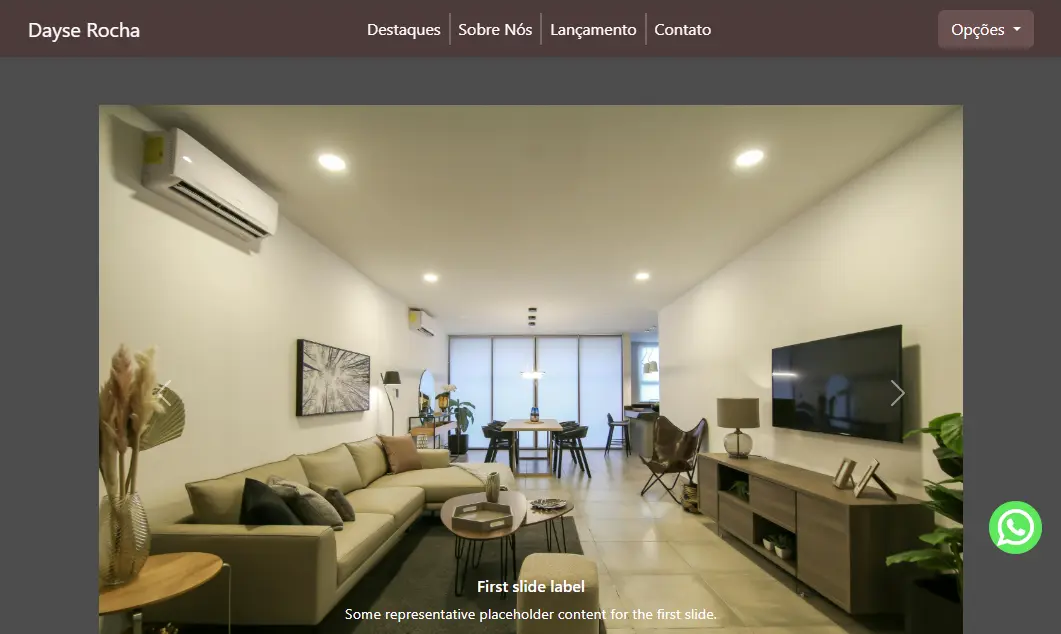 Dayse Rocha
Destaques
Sobre Nós
Lançamento
Contato
Opções
First slide label
Some representative placeholder content for the first slide.